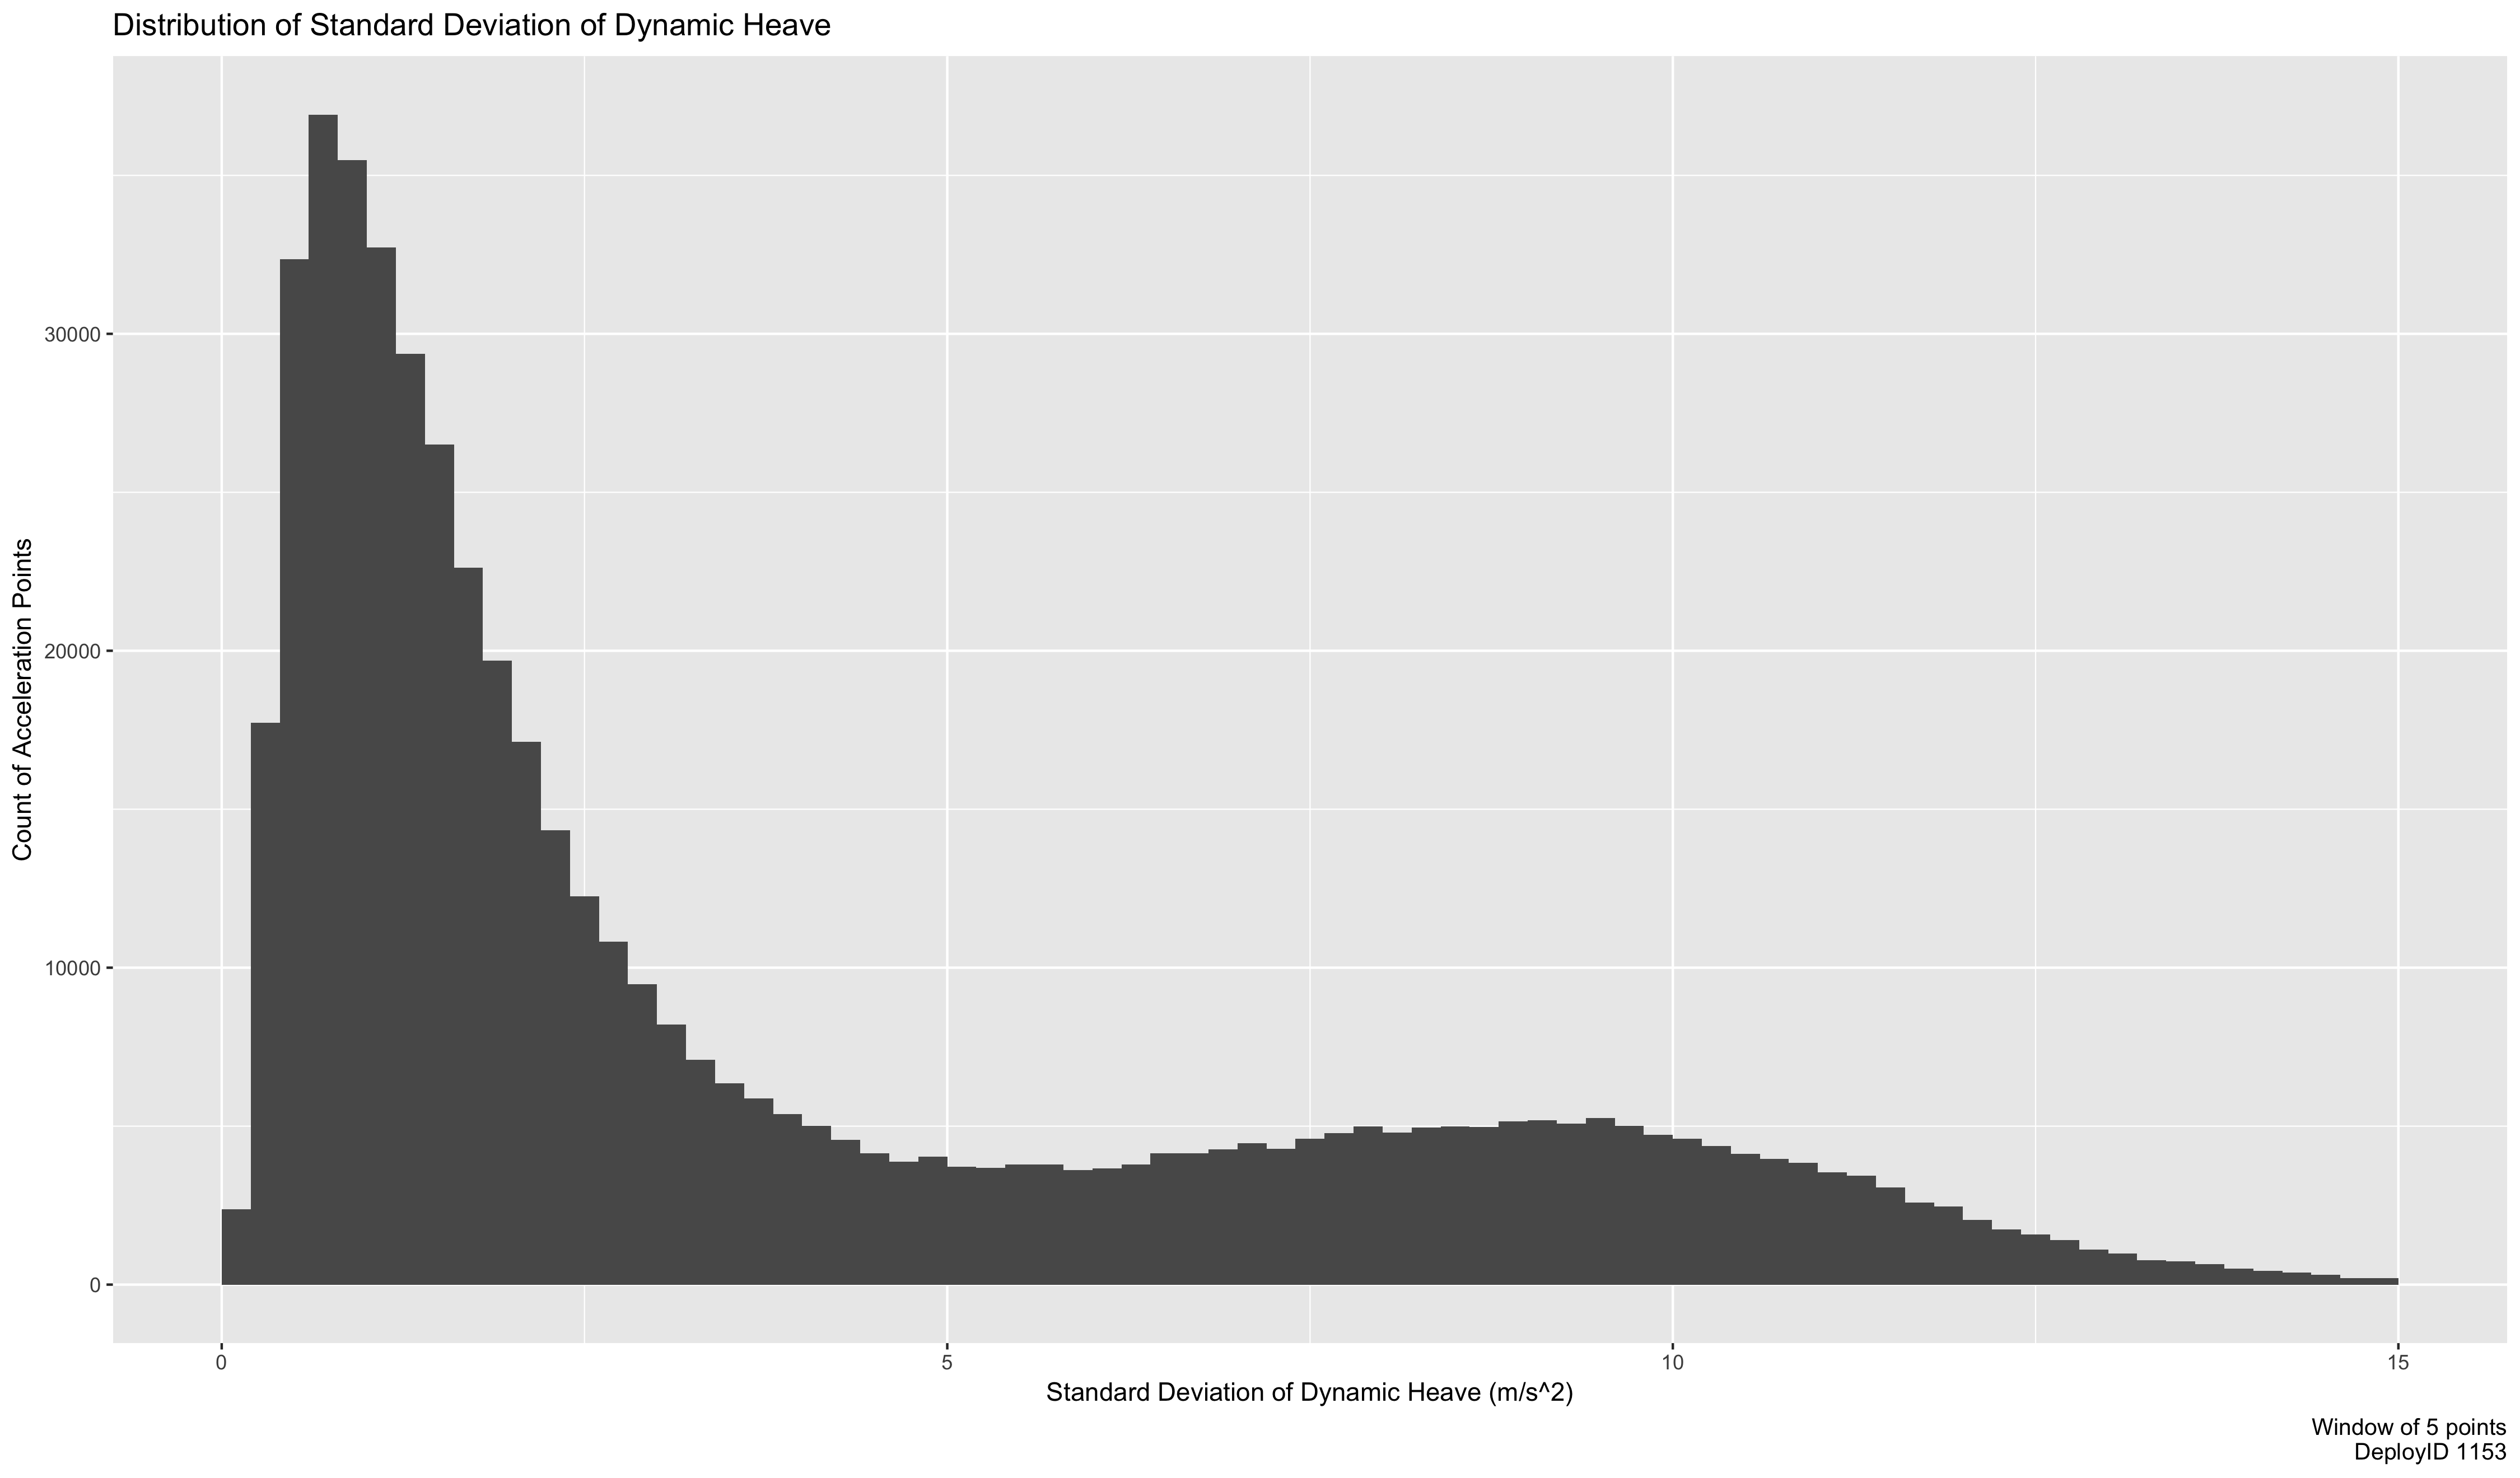 Distribution of Standard Deviation of Dynamic Heave
Count of Acceleration Points
30000
20000
10000
0
0
5
10
15
Standard Deviation of Dynamic Heave (m/s^2)
Window of 5 points
DeployID 1153